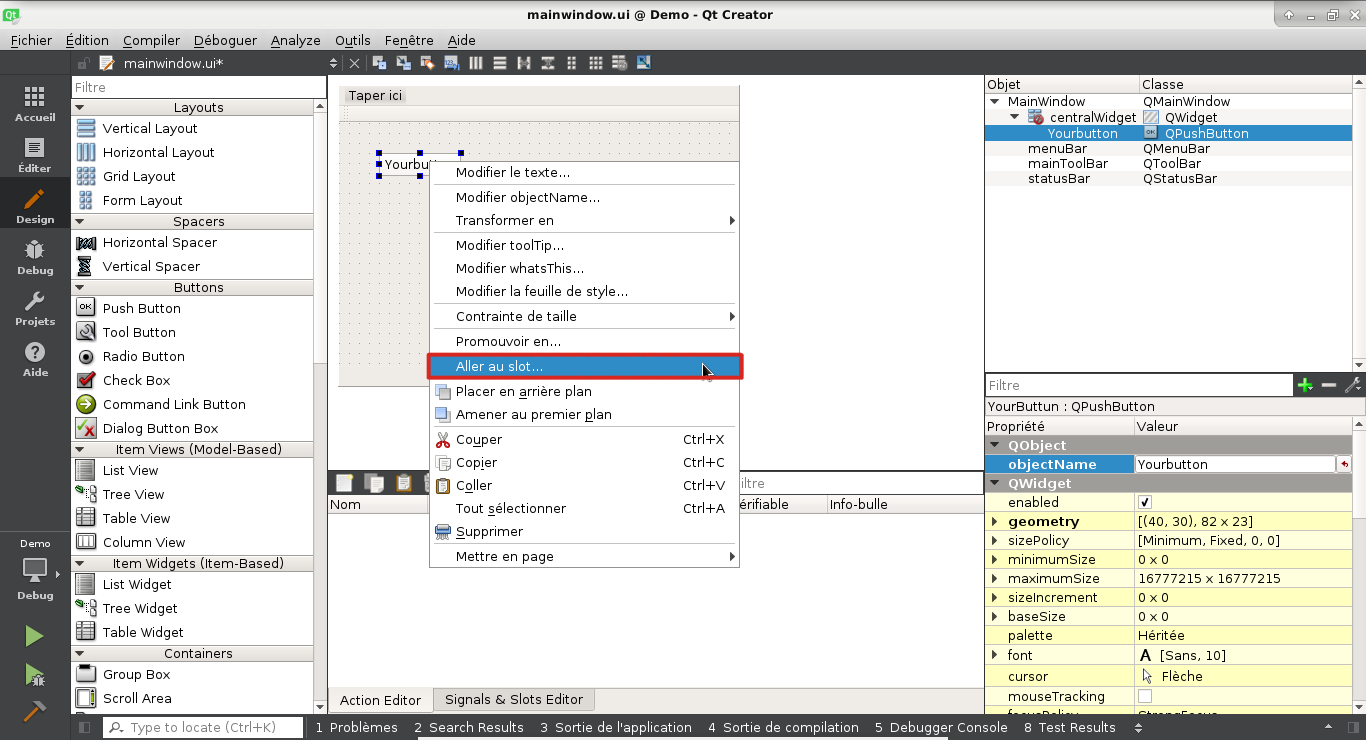 mainwindow.ui @ Demo - Qt Creator
Fichier Édition Compiler Déboguer Analyze Outils Fenêtre Aide
mainwindow.ui*
Accueil
Éditer
Design
Debug
Projets
Aide
Demo
Debug
Filtre
Layouts
Vertical Layout
Horizontal Layout
Grid Layout
Form Layout
Spacers
Horizontal Spacer
Vertical Spacer
Buttons
OK Push Button
Tool Button
Radio Button
Check Box
Command Link Button
Dialog Button Box
Item Views (Model-Based)
List View
Tree View
Table View
Column View
Item Widgets (Item-Based)
List Widget
Tree Widget
Table Widget
Containers
Group Box
Scroll Area
Taper ici
Yourbu
Modifier le texte...
Modifier objectName...
Transformer en
Modifier toolTip...
Modifier whatsThis...
Modifier la feuille de style...
Contrainte de taille
Promouvoir en...
Aller au slot...
Placer en arrière plan
Amener au premier plan
Couper Ctrl+X
Copier Ctrl+C
Coller Ctrl+V
Tout sélectionner Ctrl+A
Supprimer
Mettre en page
iltre
Nom érifiable Info-bulle
Action Editor Signals & Slots Editor
Objet Classe
MainWindow QMainWindow
centralWidget QWidget
Yourbutton OK QPushButton
menuBar QMenuBar
mainToolBar QToolBar
statusBar QStatusBar
Filtre
YourButtun : QPushButton
Propriété Valeur
QObject
objectName Yourbutton
QWidget
enabled
geometry [(40, 30), 82 x 23]
sizePolicy [Minimum, Fixed, 0, 0]
minimumSize 0 x 0
maximumSize 16777215 x 16777215
sizeIncrement 0 x 0
baseSize 0 x 0
palette Héritée
font A [Sans, 10]
cursor Flèche
mouseTracking
focusPolicy StrongFocus
Type to locate (Ctrl+K) 1 Problèmes 2 Search Results 3 Sortie de l'application 4 Sortie de compilation 5 Debugger Console 8 Test Results